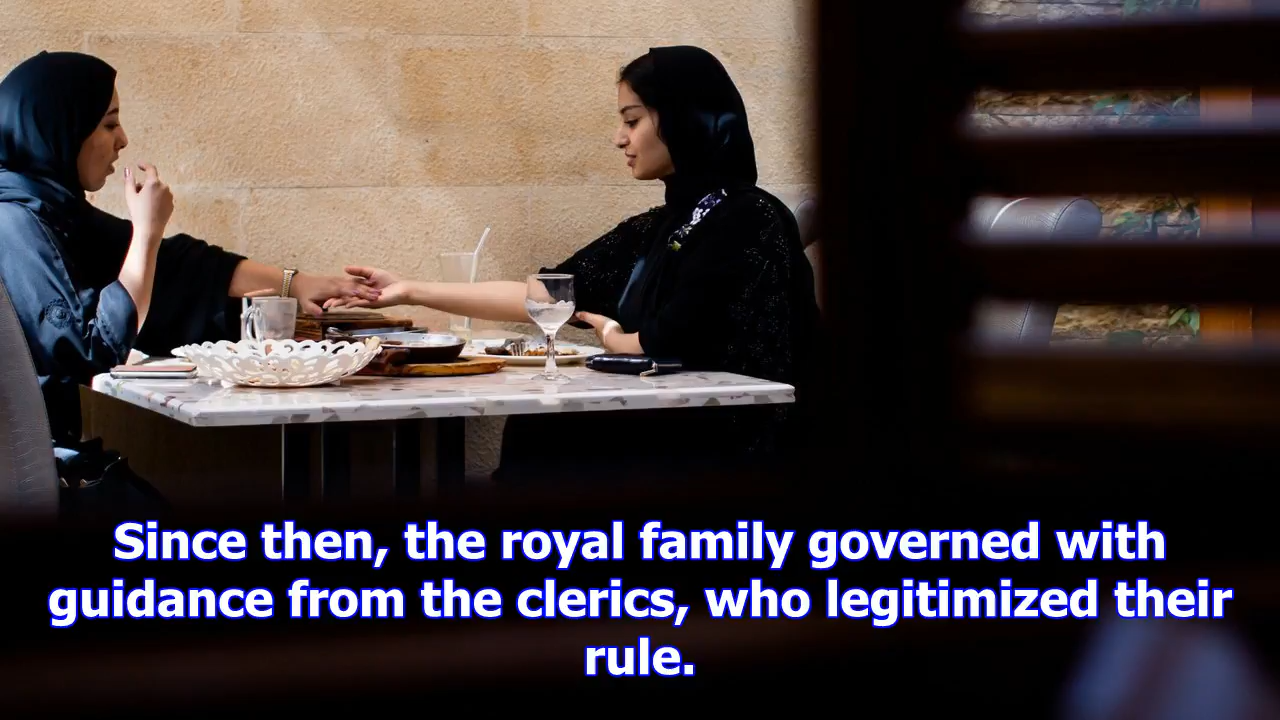 Since then, the royal family governed with
guidance from the clerics, who legitimized their
rule.